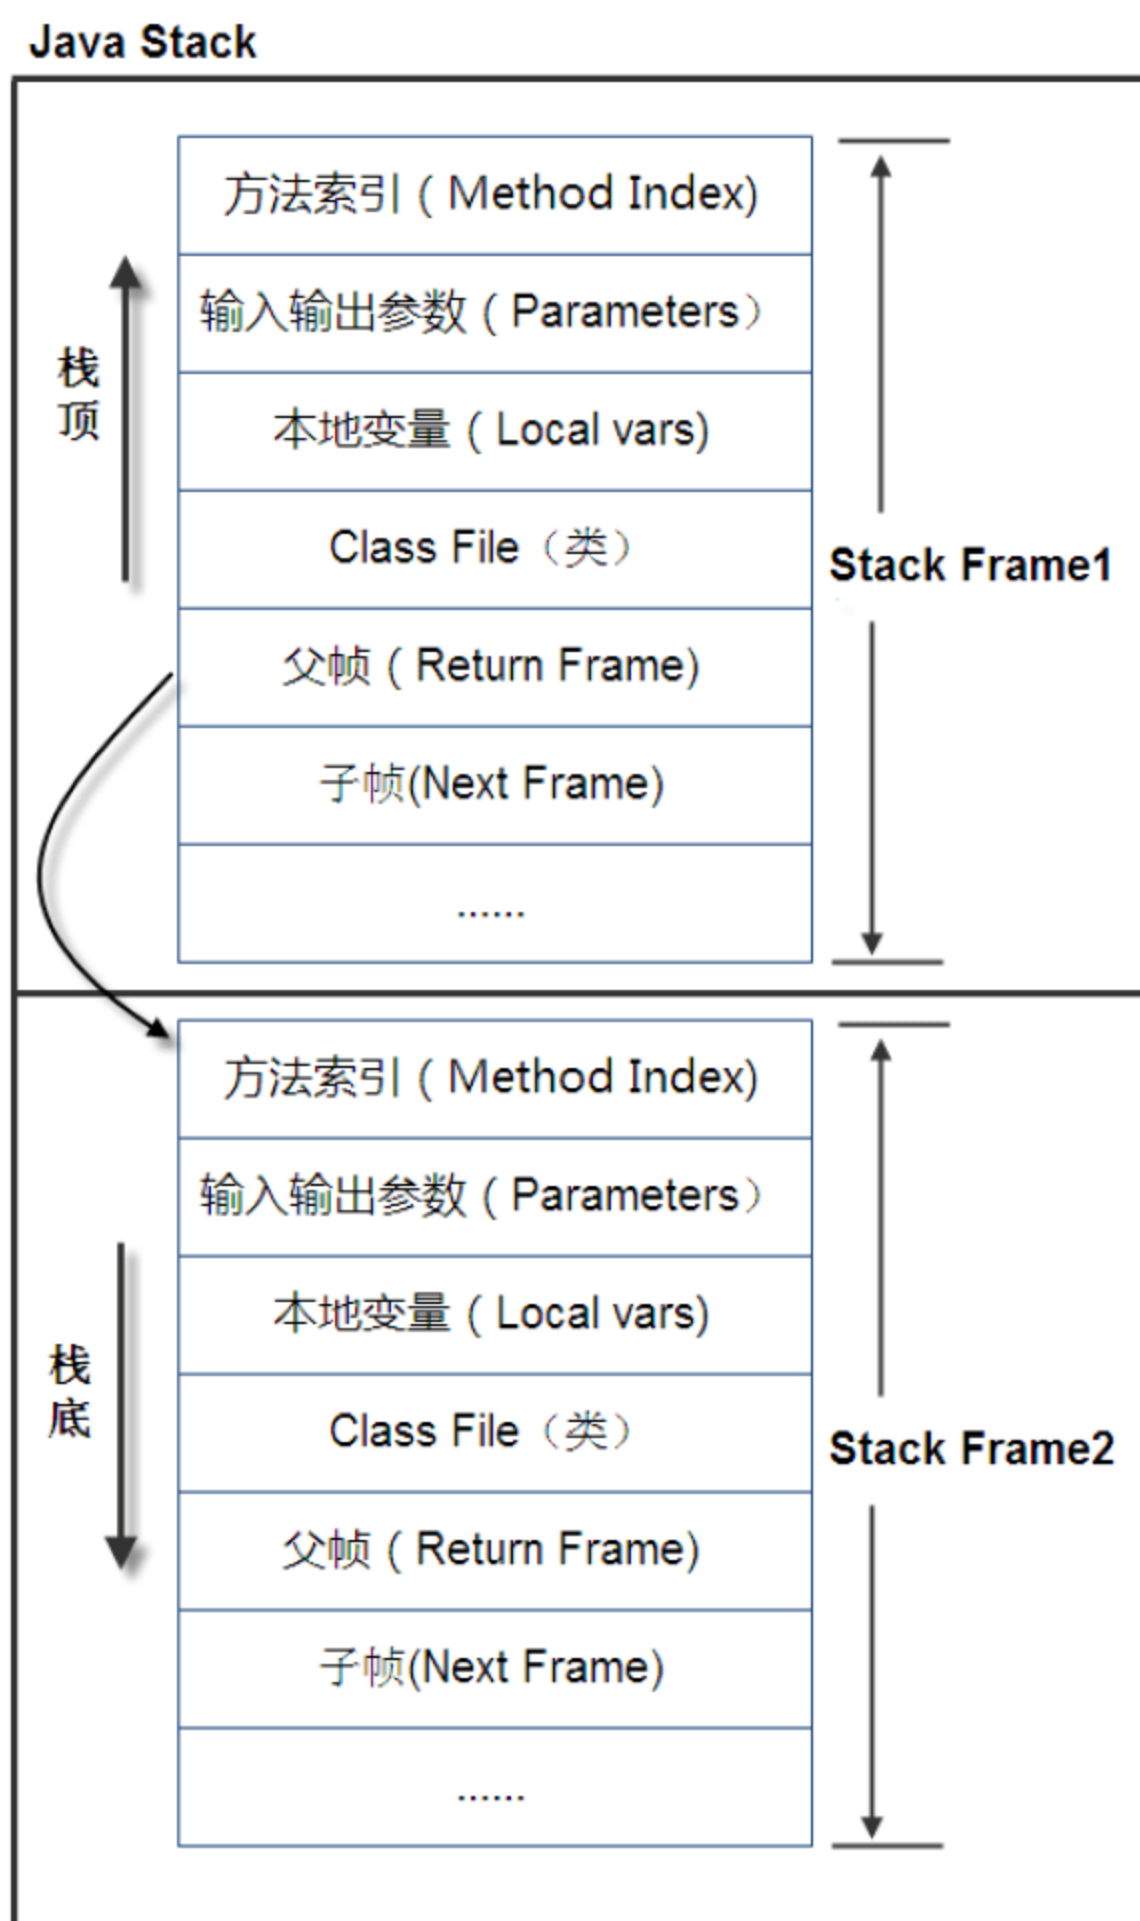 Java Stack
方法索引 ( Method Index)
输入输出参数 ( Parameters）
栈顶
本地变量 ( Local vars)
Class File（类）
Stack Frame1
父帧 ( Return Frame)
子帧(Next Frame)
......
方法索引 ( Method Index)
输入输出参数 ( Parameters）
本地变量 ( Local vars)
栈底
Class File（类）
Stack Frame2
父帧 ( Return Frame)
子帧(Next Frame)
......